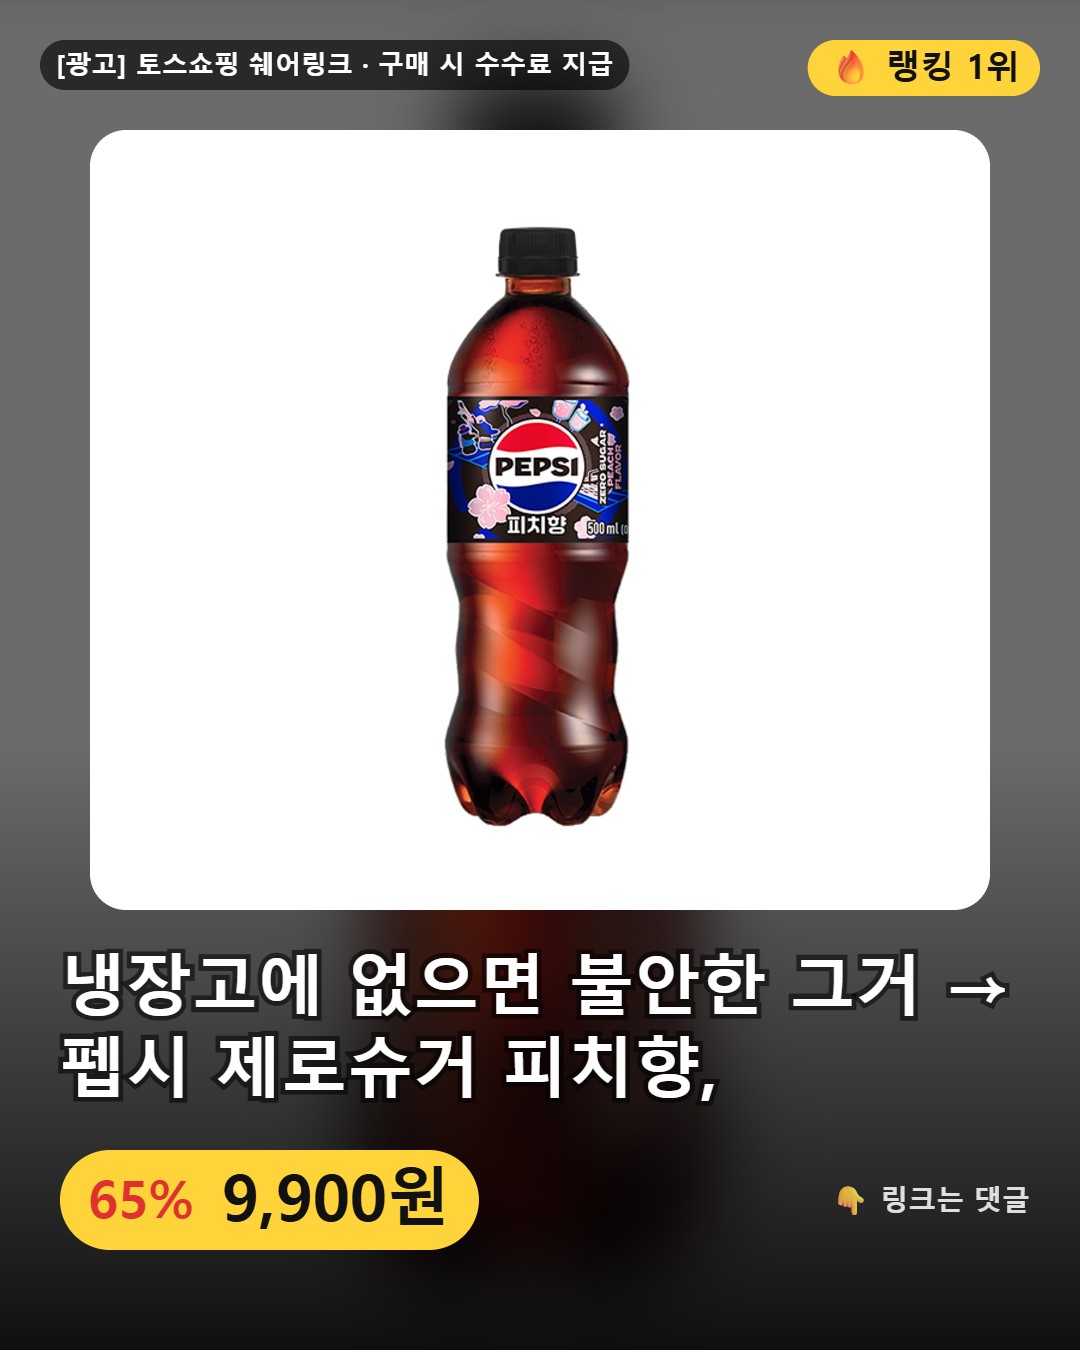 [광고] 토스쇼핑 쉐어링크 · 구매 시 수수료 지급
🔥 랭킹 1위
PEPSI
ZERO SUGAR
PEACH
FLAVOR
피치향
500 ml
냉장고에 없으면 불안한 그거 →
펩시 제로슈거 피치향,
65% 9,900원
👇 링크는 댓글